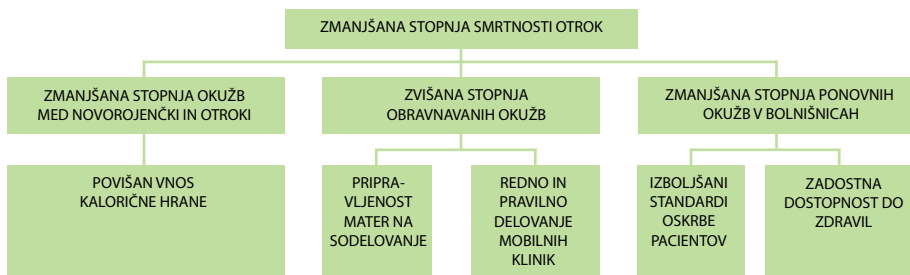 ZMANJŠANA STOPNJA SMRTNOSTI OTROK
ZMANJŠANA STOPNJA OKUŽB
MED NOVOROJENČKI IN OTROKI
ZVIŠANA STOPNJA
OBRAVNAVANIH OKUŽB
ZMANJŠANA STOPNJA PONOVNIH
OKUŽB V BOLNIŠNICAH
POVIŠAN VNOS
KALORIČNE HRANE
PRIPRA-
VLJENOST
MATER NA
SODELOVANJE
REDNO IN
PRAVILNO
DELOVANJE
MOBILNIH
KLINIK
IZBOLJŠANI
STANDARDI
OSKRBE
PACIENTOV
ZADOSTNA
DOSTOPNOST DO
ZDRAVIL